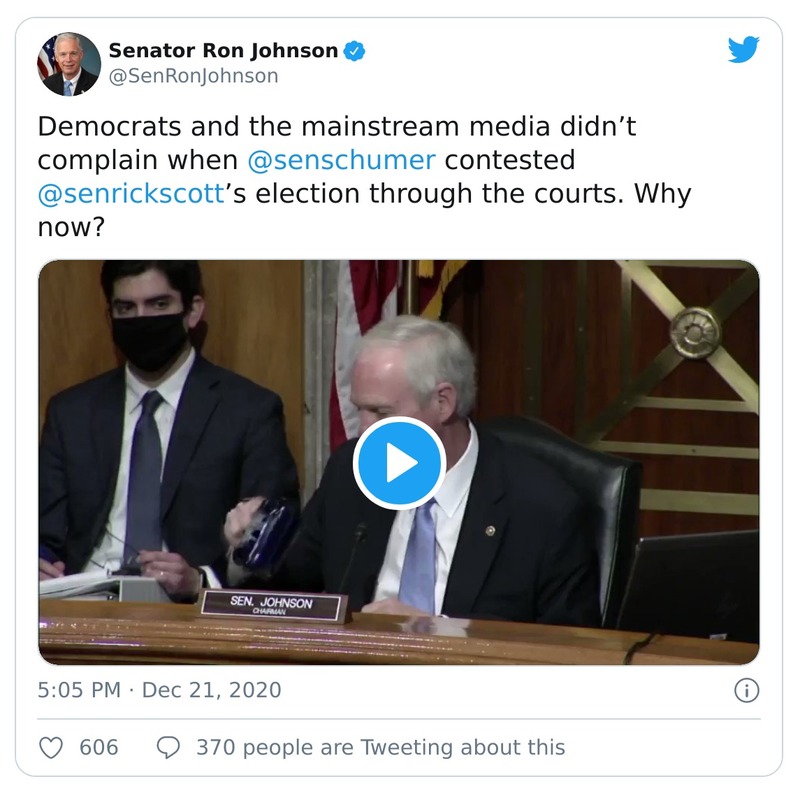 Senator Ron Johnson
@SenRonJohnson
Democrats and the mainstream media didn’t
complain when @senschumer contested
@senrickscott’s election through the courts. Why
now?
SEN. JOHNSON
CHAIRMAN
5:05 PM · Dec 21, 2020
606 370 people are Tweeting about this